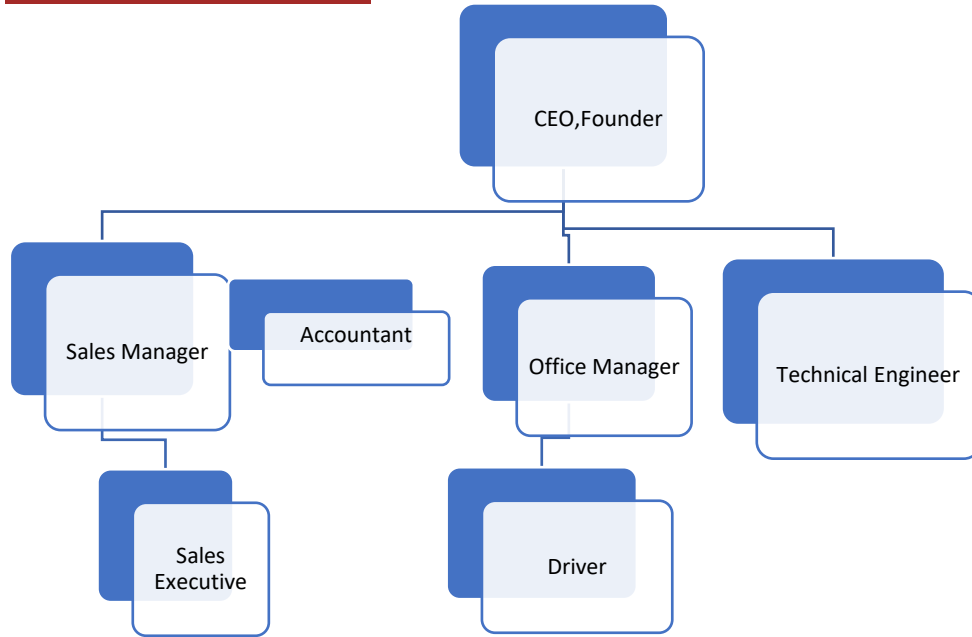 CEO,Founder
Sales Manager
Accountant
Office Manager
Technical Engineer
Sales
Executive
Driver